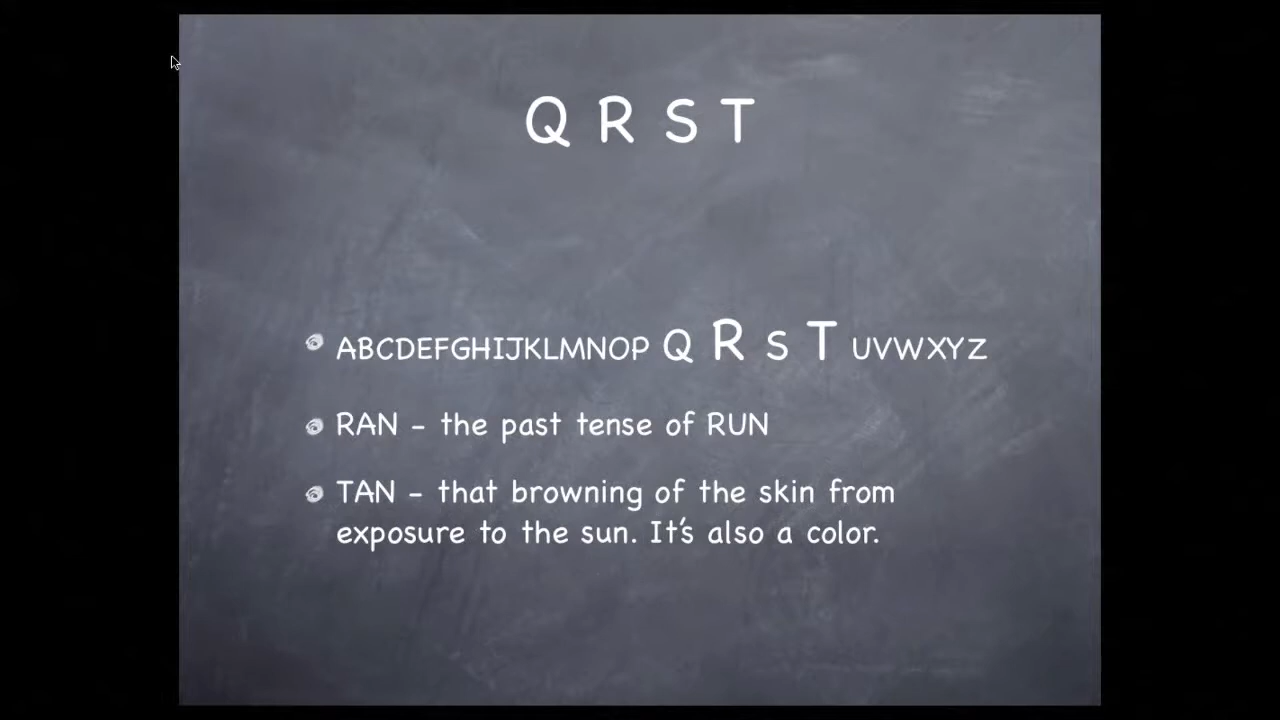 Q R S T
ABCDEFGHIJKLMNOP Q R S T UVWXYZ
RAN - the past tense of RUN
TAN - that browning of the skin from
exposure to the sun. It's also a color.